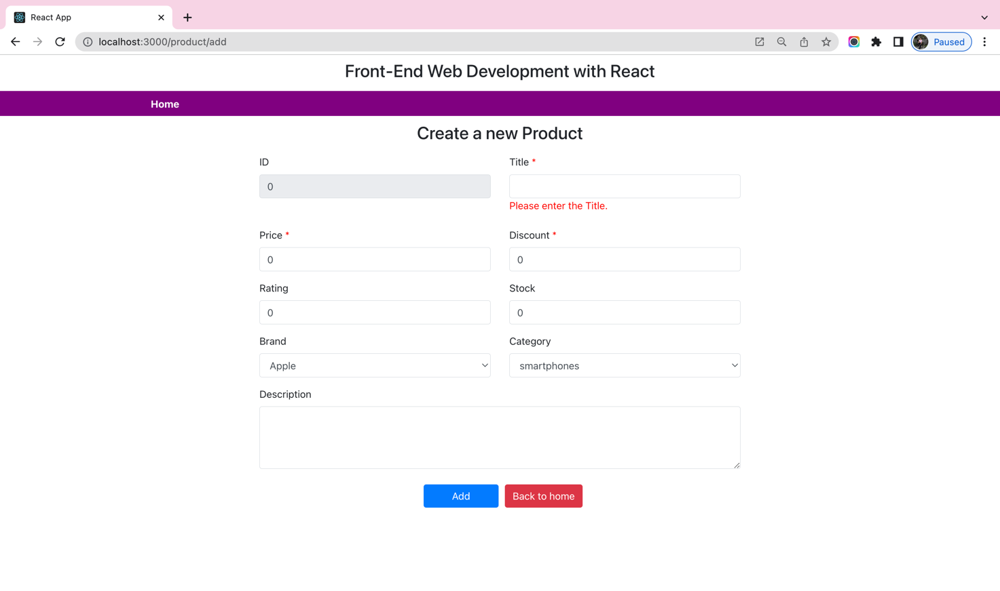 React App
localhost:3000/product/add
Paused
Front-End Web Development with React
Home
Create a new Product
ID
Title *
0
Please enter the Title.
Price *
Discount *
0
0
Rating
Stock
0
0
Brand
Category
Apple
smartphones
Description
Add
Back to home